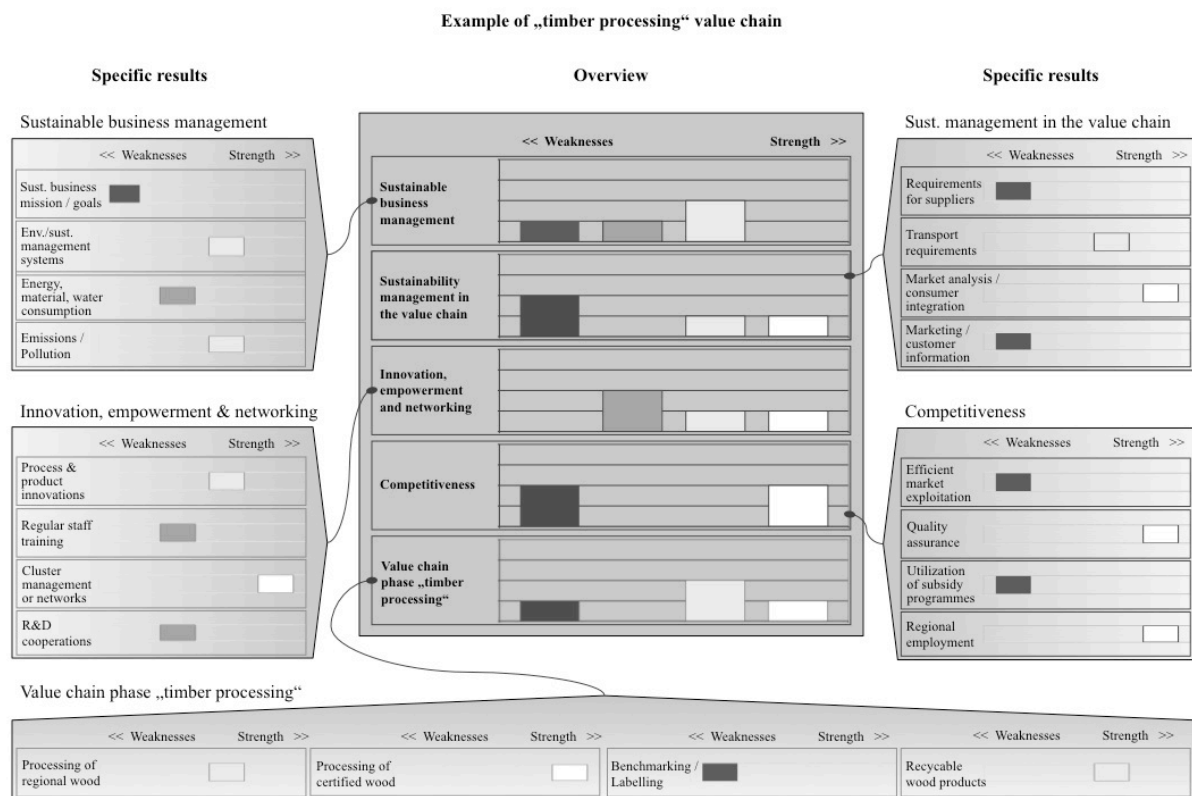 Example of „timber processing“ value chain
Specific results
Overview
Specific results
Sustainable business management
<< Weaknesses Strength >>
Sust. business
mission / goals
Env./sust.
management
systems
Energy,
material, water
consumption
Emissions /
Pollution
Innovation, empowerment & networking
<< Weaknesses Strength >>
Process &
product
innovations
Regular staff
training
Cluster
management
or networks
R&D
cooperations
<< Weaknesses Strength >>
Sustainable
business
management
Sustainability
management in
the value chain
Innovation,
empowerment
and networking
Competitiveness
Value chain
phase „timber
processing“
Sust. management in the value chain
<< Weaknesses Strength >>
Requirements
for suppliers
Transport
requirements
Market analysis /
consumer
integration
Marketing /
customer
information
Competitiveness
<< Weaknesses Strength >>
Efficient
market
exploitation
Quality
assurance
Utilization
of subsidy
programmes
Regional
employment
Value chain phase „timber processing“
<< Weaknesses Strength >>
Processing of
regional wood
<< Weaknesses Strength >>
Processing of
certified wood
<< Weaknesses Strength >>
Benchmarking /
Labelling
<< Weaknesses Strength >>
Recycable
wood products